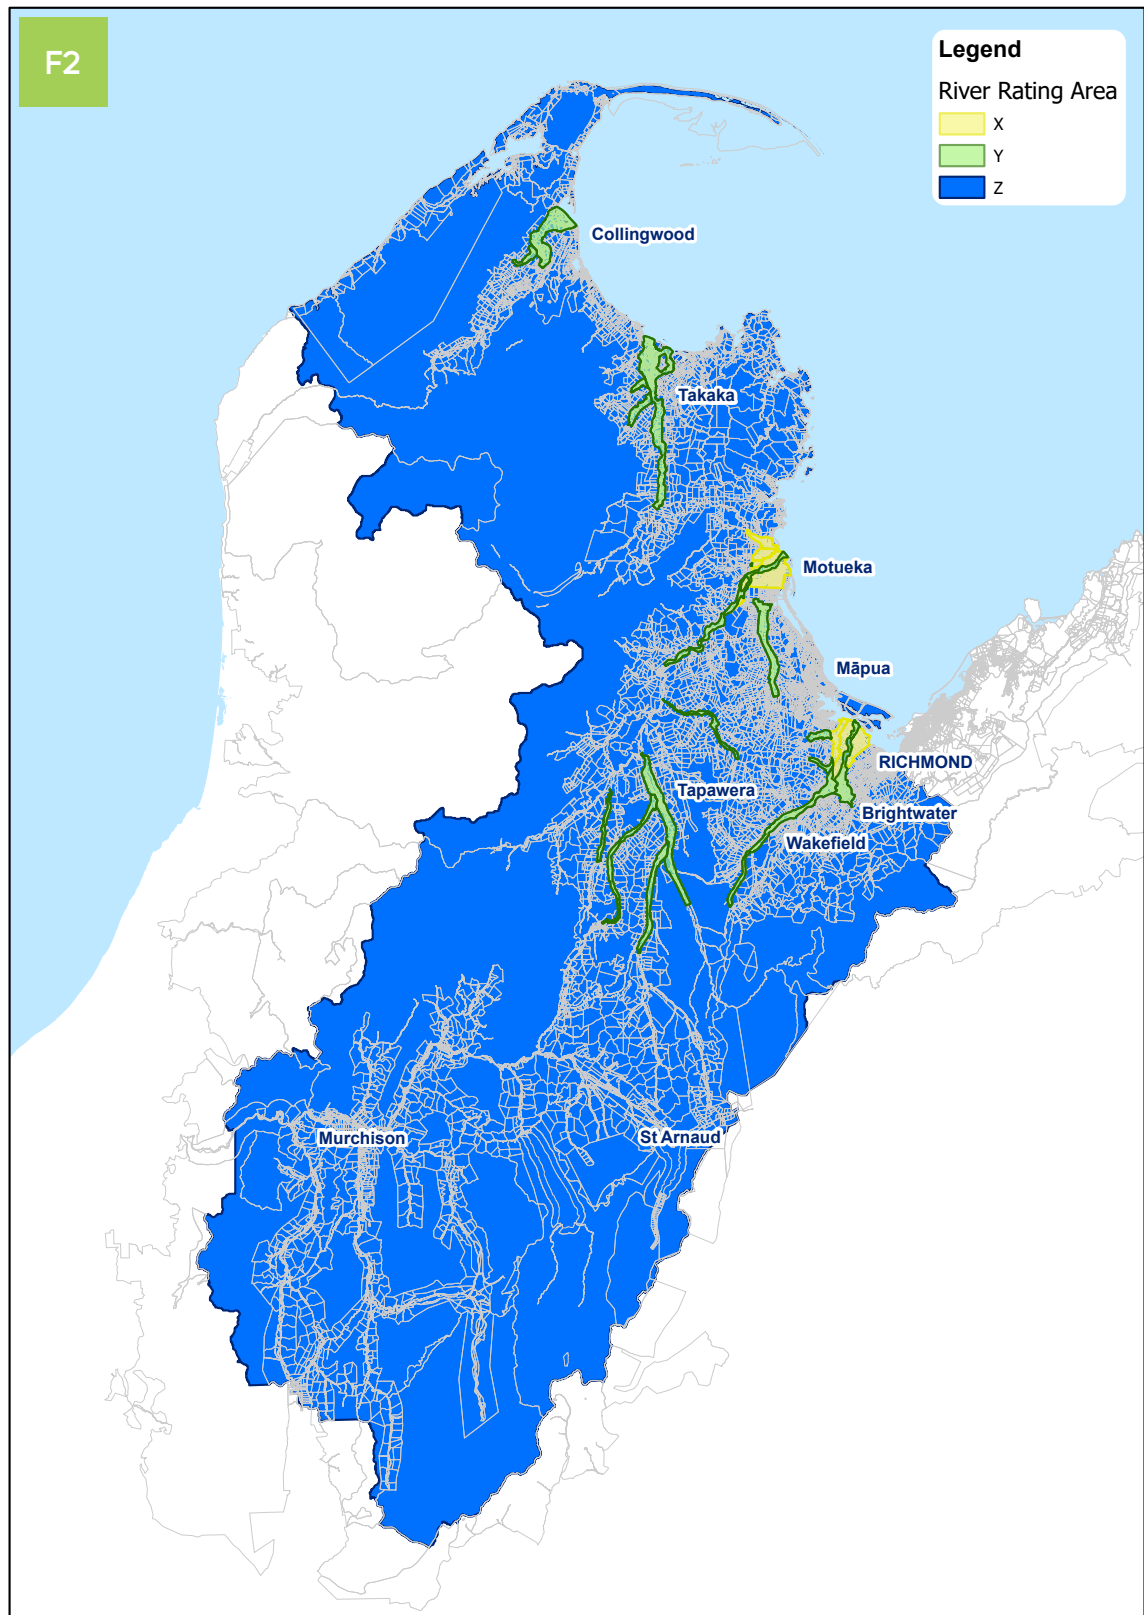 F2
Legend
River Rating Area
X
Y
Z
Collingwood
Takaka
Motueka
Māpua
RICHMOND
Tapawera
Brightwater
Wakefield
Murchison
St Arnaud